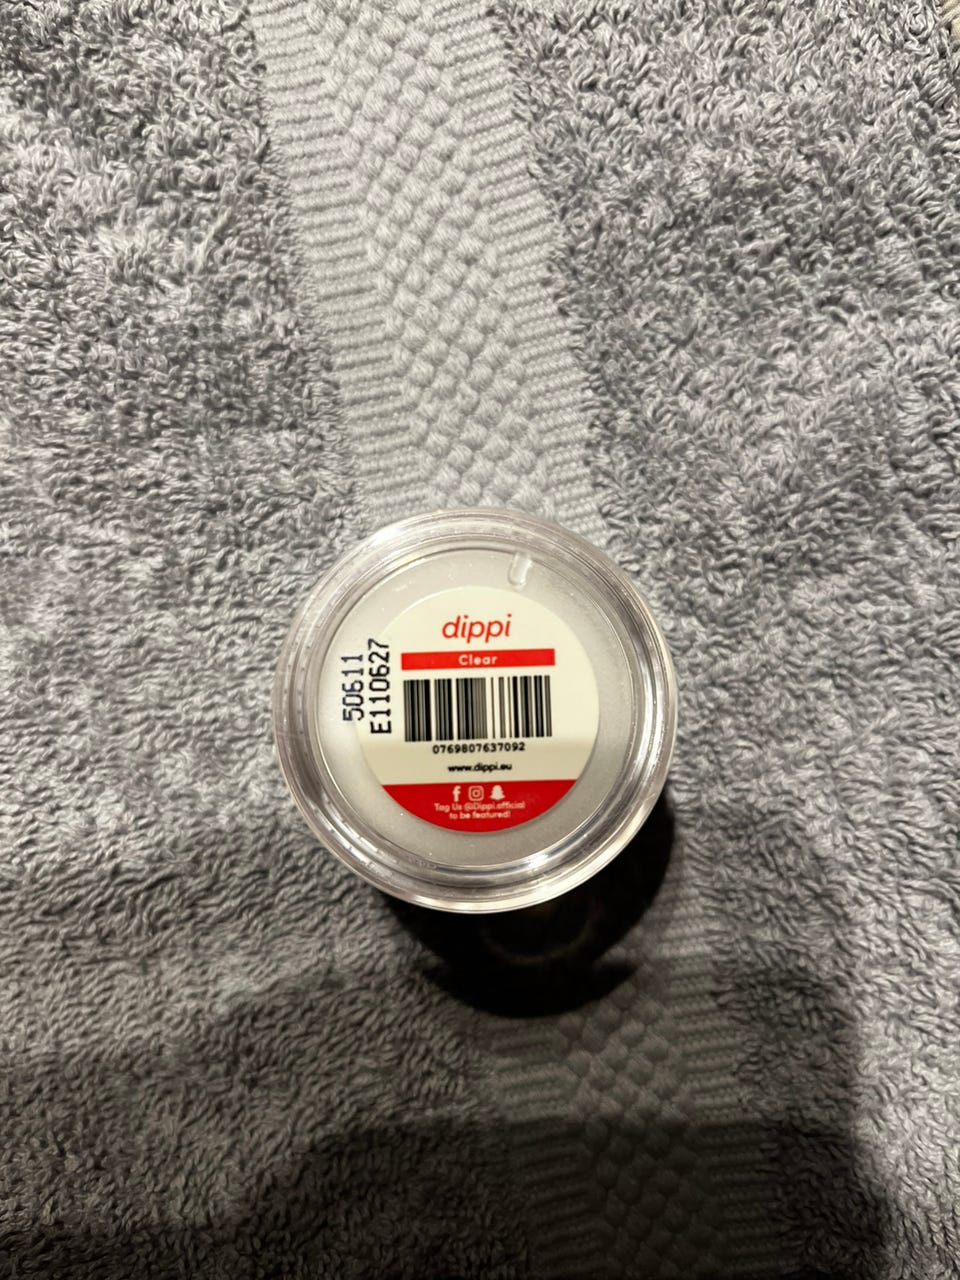 dippi
Clear
50611
E110627
0769807637092
www.dippi.eu
Tag Us @Dippi.official
to be featured!